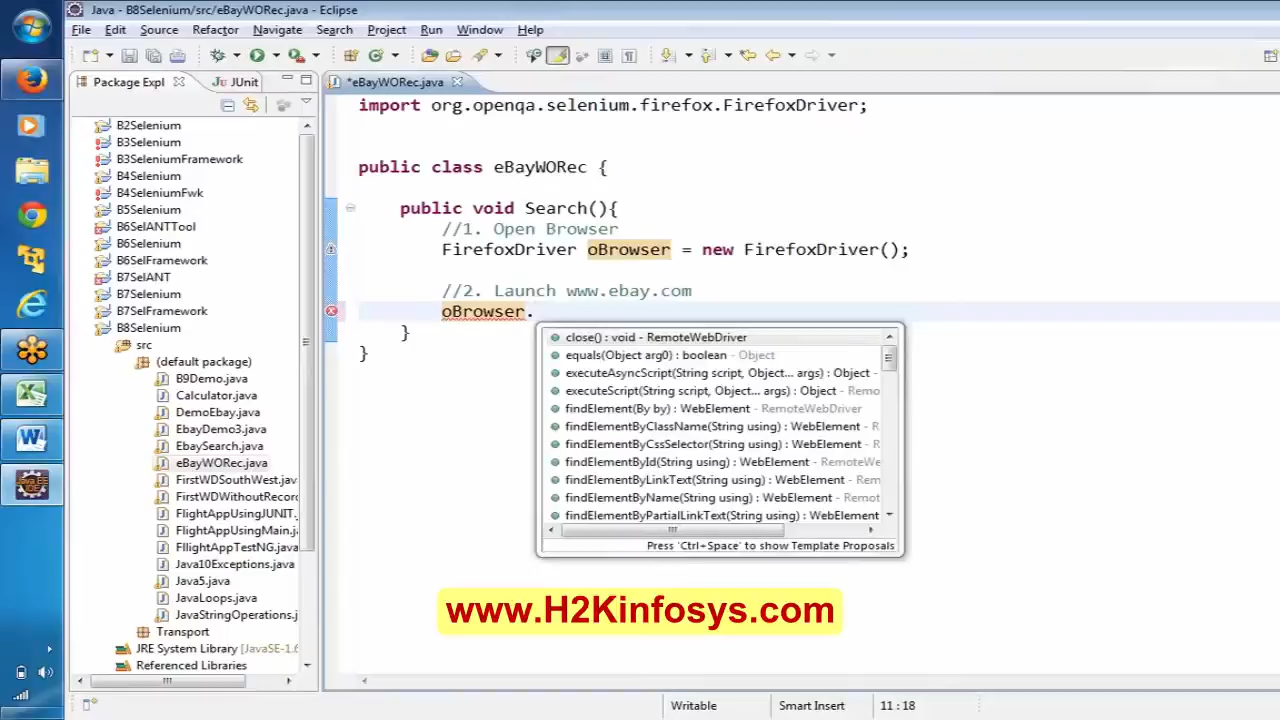 Java - B8Selenium/src/eBayWORec.java - Eclipse
File Edit Source Refactor Navigate Search Project Run Window Help
Package Expl JUnit
*eBayWORec.java
B2Selenium
B3Selenium
B3SeleniumFramework
B4Selenium
B4SeleniumFwk
B5Selenium
B6SelANTTool
B6Selenium
B6SelFramework
B7SelANT
B7Selenium
B7SelFramework
B8Selenium
src
(default package)
B9Demo.java
Calculator.java
DemoEbay.java
EbayDemo3.java
EbaySearch.java
eBayWORec.java
FirstWDSouthWest.jav
FirstWDWithoutRecor
FlightAppUsingJUNIT.
FlightAppUsingMain.j
FllightAppTestNG.java
Java10Exceptions.java
Java5.java
JavaLoops.java
JavaStringOperations.j
Transport
JRE System Library [JavaSE-1.6
Referenced Libraries
import org.openqa.selenium.firefox.FirefoxDriver;
public class eBayWORec {
public void Search(){
//1. Open Browser
FirefoxDriver oBrowser = new FirefoxDriver();
//2. Launch www.ebay.com
oBrowser.
}
}
close() : void - RemoteWebDriver
equals(Object arg0) : boolean - Object
executeAsyncScript(String script, Object... args) : Object -
executeScript(String script, Object... args) : Object - Remo
findElement(By by) : WebElement - RemoteWebDriver
findElementByClassName(String using) : WebElement - R
findElementByCssSelector(String using) : WebElement - R
findElementById(String using) : WebElement - RemoteWe
findElementByLinkText(String using) : WebElement - Rem
findElementByName(String using) : WebElement - Remot
findElementByPartialLinkText(String using) : WebElement
Press 'Ctrl+Space' to show Template Proposals
www.H2Kinfosys.com
Writable Smart Insert 11 : 18